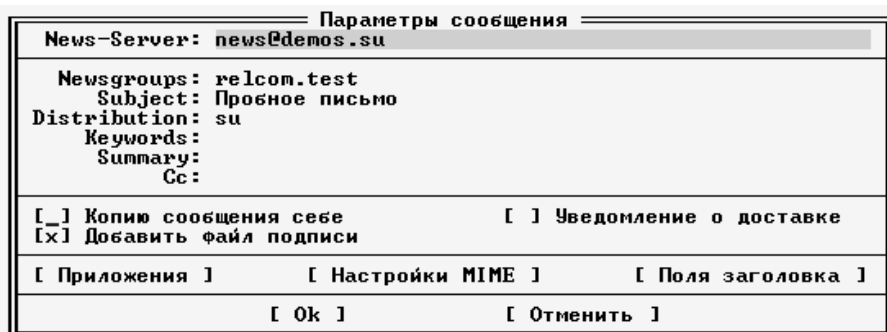 Параметры сообщения
News-Server: news@demos.su
Newsgroups: relcom.test
Subject: Пробное письмо
Distribution: su
Keywords:
Summary:
Cc:
[_] Копию сообщения себе [ ] Уведомление о доставке
[x] Добавить файл подписи
[ Приложения ] [ Настройки MIME ] [ Поля заголовка ]
[ Ok ] [ Отменить ]